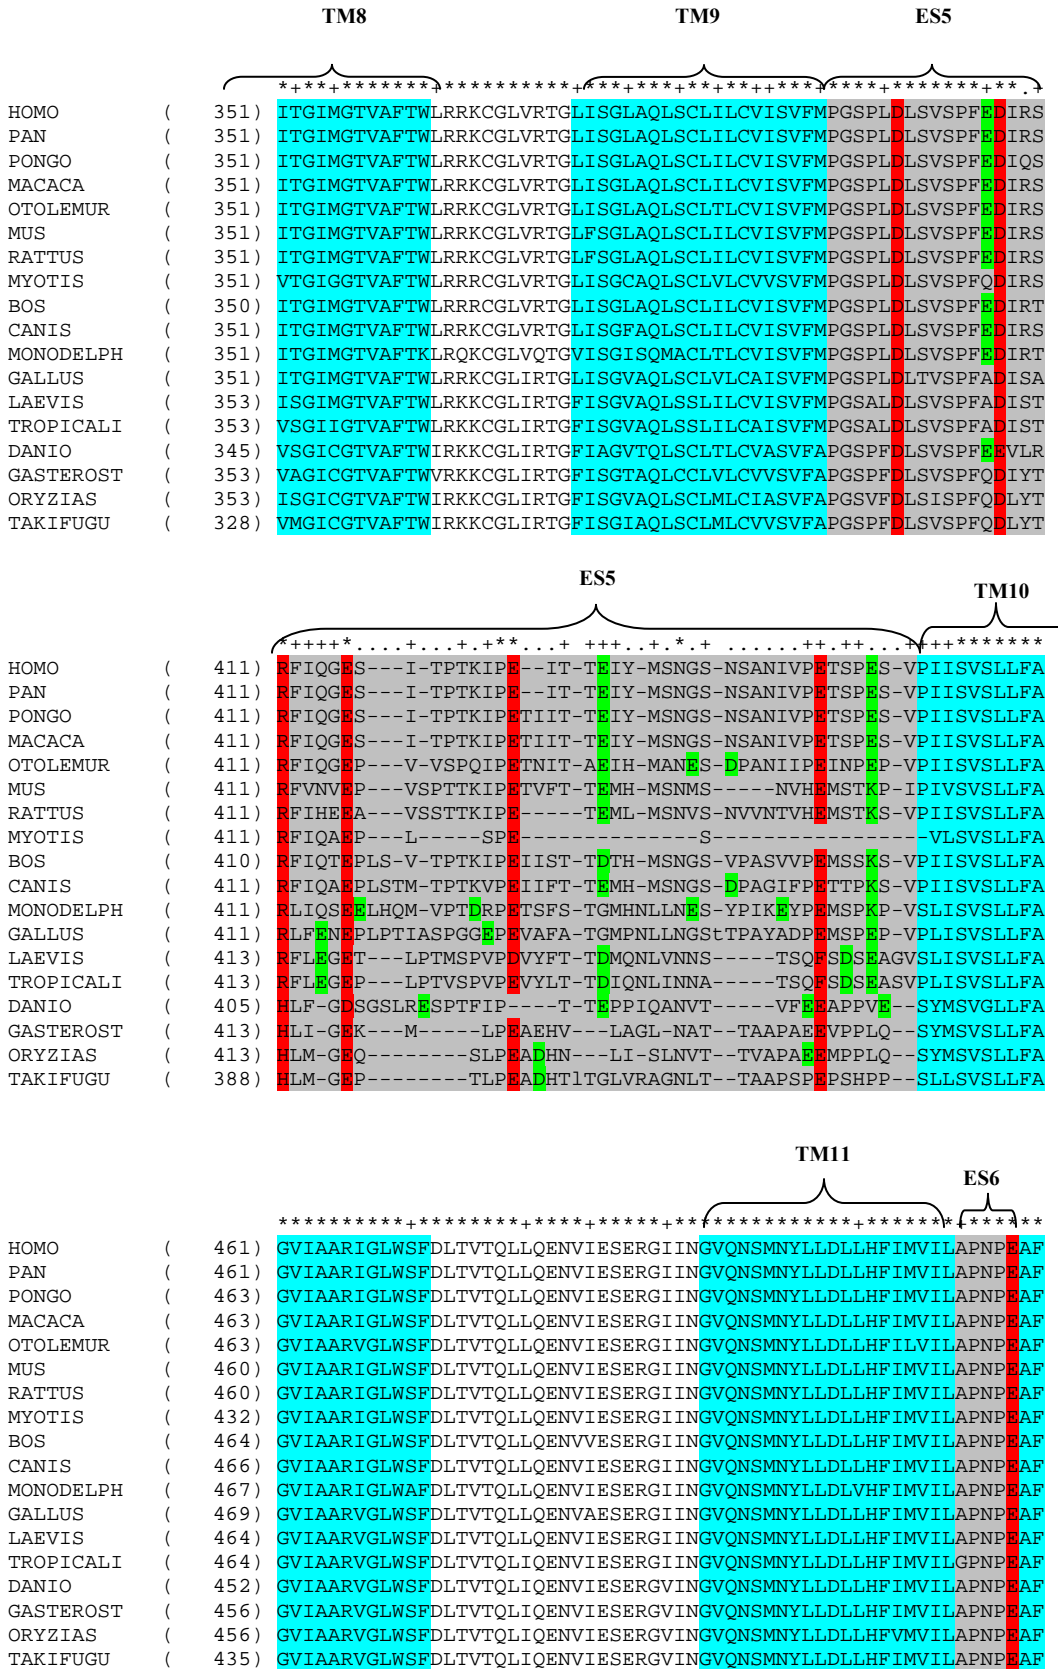 TM8 TM9 ES5
HOMO ( 351) ITGIMGTVAFTWLRRKCGLVRTGLISGLAQLSCLILCVISVFMPGSPLDLSVSPFEDIRS
PAN ( 351) ITGIMGTVAFTWLRRKCGLVRTGLISGLAQLSCLILCVISVFMPGSPLDLSVSPFEDIRS
PONGO ( 351) ITGIMGTVAFTWLRRKCGLVRTGLISGLAQLSCLILCVISVFMPGSPLDLSVSPFEDIQS
MACACA ( 351) ITGIMGTVAFTWLRRKCGLVRTGLISGLAQLSCLILCVISVFMPGSPLDLSVSPFEDIRS
OTOLEMUR ( 351) ITGIMGTVAFTWLRRKCGLVRTGLISGLAQLSCLTLCVISVFMPGSPLDLSVSPFEDIRS
MUS ( 351) ITGIMGTVAFTWLRRKCGLVRTGLFSGLAQLSCLILCVISVFMPGSPLDLSVSPFEDIRS
RATTUS ( 351) ITGIMGTVAFTWLRRKCGLVRTGLFSGLAQLSCLILCVISVFMPGSPLDLSVSPFEDIRS
MYOTIS ( 351) VTGIGGTVAFTWLRRRCGLVRTGLISGCAQLSCLVLCVVSVFMPGSPLDLSVSPFQDIRS
BOS ( 350) ITGIMGTVAFTWLRRKCGLVRTGLISGLAQLSCLILCVISVFMPGSPLDLSVSPFEDIRT
CANIS ( 351) ITGIMGTVAFTWLRRKCGLVRTGLISGFAQLSCLILCVISVFMPGSPLDLSVSPFEDIRS
MONODELPH ( 351) ITGIMGTVAFTKLRQKCGLVQTGVISGISQMACLTLCVISVFMPGSPLDLSVSPFEDIRT
GALLUS ( 351) ITGIMGTVAFTWLRRKCGLIRTGLISGVAQLSCLVLCAISVFMPGSPLDLTVSPFADISA
LAEVIS ( 353) ISGIMGTVAFTWLRRKCGLIRTGFISGVAQLSSLILCVISVFMPGSALDLSVSPFADIST
TROPICALI ( 353) VSGIIGTVAFTWLRRKCGLIRTGFISGVAQLSSLILCAISVFMPGSALDLSVSPFADIST
DANIO ( 345) VSGICGTVAFTWIRKKCGLIRTGFIAGVTQLSCLTLCVASVFAPGSPFDLSVSPFEEVLR
GASTEROST ( 353) VAGICGTVAFTWVRKKCGLIRTGFISGTAQLCCLVLCVVSVFAPGSPFDLSVSPFQDIYT
ORYZIAS ( 353) ISGICGTVAFTWIRKKCGLIRTGFISGVAQLSCLMLCIASVFAPGSVFDLSISPFQDLYT
TAKIFUGU ( 328) VMGICGTVAFTWIRKKCGLIRTGFISGIAQLSCLMLCVVSVFAPGSPFDLSVSPFQDLYT
ES5 TM10
HOMO ( 411) RFIQGES---I-TPTKIPE--IT-TEIY-MSNGS-NSANIVPETSPES-VPIISVSLLFA
PAN ( 411) RFIQGES---I-TPTKIPE--IT-TEIY-MSNGS-NSANIVPETSPES-VPIISVSLLFA
PONGO ( 411) RFIQGES---I-TPTKIPETIIT-TEIY-MSNGS-NSANIVPETSPES-VPIISVSLLFA
MACACA ( 411) RFIQGES---I-TPTKIPETIIT-TEIY-MSNGS-NSANIVPETSPES-VPIISVSLLFA
OTOLEMUR ( 411) RFIQGEP---V-VSPQIPETNIT-AEIH-MANES-DPANIIPEINPEP-VPIISVSLLFA
MUS ( 411) RFVNVEP---VSPTTKIPETVFT-TEMH-MSNMS----NVHEMSTKP-IPIVSVSLLFA
RATTUS ( 411) RFIHEEA---VSSTTKIPE----TEML-MSNVS-NVVNTVHEMSTKS-VPIISVSLLFA
MYOTIS ( 411) RFIQAEP---L-----SPE--------------S-----------------VLSVSLLFA
BOS ( 410) RFIQTEPLS-V-TPTKIPEIIST-TDTH-MSNGS-VPASVVPEMSSKS-VPIISVSLLFA
CANIS ( 411) RFIQAEPLSTM-TPTKVPEIIFT-TEMH-MSNGS-DPAGIFPETTPKS-VPIISVSLLFA
MONODELPH ( 411) RLIQSEELHQM-VPTDRPETSFS-TGMHNLLNES-YPIKEYPEMSPKP-VSLISVSLLFA
GALLUS ( 411) RLFENEPLPTIASPGGEPEVAFA-TGMPNLLNGStTPAYADPEMSPEP-VPLISVSLLFA
LAEVIS ( 413) RFLEGET---LPTMSPVPDVYFT-TDMQNLVNNS-----TSQFSDSEAGVSLISVSLLFA
TROPICALI ( 413) RFLEGEP---LPTVSPVPEVYLT-TDIQNLINNA-----TSQFSDSEASVPLISVSLLFA
DANIO ( 405) HLF-GDSGSLRESPTFIP----T-TEPPIQANVT-----VFEEAPPVE--SYMSVGLLFA
GASTEROST ( 413) HLI-GEK---M-----LPEAEHV---LAGL-NAT--TAAPAEEVPPLQ--SYMSVSLLFA
ORYZIAS ( 413) HLM-GEQ--------SLPEADHN---LI-SLNVT--TVAPAEEMPPLQ--SYMSVSLLFA
TAKIFUGU ( 388) HLM-GEP--------TLPEADHTlTGLVRAGNLT--TAAPSPEPSHPP--SLLSVSLLFA
TM11 ES6
**********+********+****+*****+**************+*******+******
HOMO ( 461) GVIAARIGLWSFDLTVTQLLQENVIESERGIINGVQNSMNYLLDLLHFIMVILAPNPEAF
PAN ( 461) GVIAARIGLWSFDLTVTQLLQENVIESERGIINGVQNSMNYLLDLLHFIMVILAPNPEAF
PONGO ( 463) GVIAARIGLWSFDLTVTQLLQENVIESERGIINGVQNSMNYLLDLLHFIMVILAPNPEAF
MACACA ( 463) GVIAARIGLWSFDLTVTQLLQENVIESERGIINGVQNSMNYLLDLLHFIMVILAPNPEAF
OTOLEMUR ( 463) GVIAARVGLWSFDLTVTQLLQENVIESERGIINGVQNSMNYLLDLLHFILVILAPNPEAF
MUS ( 460) GVIAARIGLWSFDLTVTQLLQENVIESERGIINGVQNSMNYLLDLLHFIMVILAPNPEAF
RATTUS ( 460) GVIAARIGLWSFDLTVTQLLQENVIESERGIINGVQNSMNYLLDLLHFIMVILAPNPEAF
MYOTIS ( 432) GVIAARIGLWSFDLTVTQLLQENVIESERGIINGVQNSMNYLLDLLHFIMVILAPNPEAF
BOS ( 464) GVIAARIGLWSFDLTVTQLLQENVVESERGIINGVQNSMNYLLDLLHFIMVILAPNPEAF
CANIS ( 466) GVIAARIGLWSFDLTVTQLLQENVIESERGIINGVQNSMNYLLDLLHFIMVILAPNPEAF
MONODELPH ( 467) GVIAARIGLWAFDLTVTQLLQENVIESERGIINGVQNSMNYLLDLVHFIMVILAPNPEAF
GALLUS ( 469) GVIAARVGLWSFDLTVTQLLQENVAESERGIINGVQNSMNYLLDLLHFIMVILAPNPEAF
LAEVIS ( 464) GVIAARVGLWSFDLTVTQLLQENVIESERGIINGVQNSMNYLLDLLHFIMVILAPNPEAF
TROPICALI ( 464) GVIAARVGLWSFDLTVTQLIQENVIESERGIINGVQNSMNYLLDLLHFIMVILGPNPEAF
DANIO ( 452) GVIAARVGLWSFDLTVTQLIQENVIESERGVINGVQNSMNYLLDLLHFIMVILAPNPEAF
GASTEROST ( 456) GVIAARVGLWSFDLTVTQLIQENVIESERGVINGVQNSMNYLLDLLHFIMVILAPNPEAF
ORYZIAS ( 456) GVIAARVGLWSFDLTVTQLIQENVIESERGVINGVQNSMNYLLDLLHFVMVILAPNPEAF
TAKIFUGU ( 435) GVIAARVGLWSFDLTVTQLIQENVIESERGVINGVQNSMNYLLDLLHFIMVILAPNPEAF